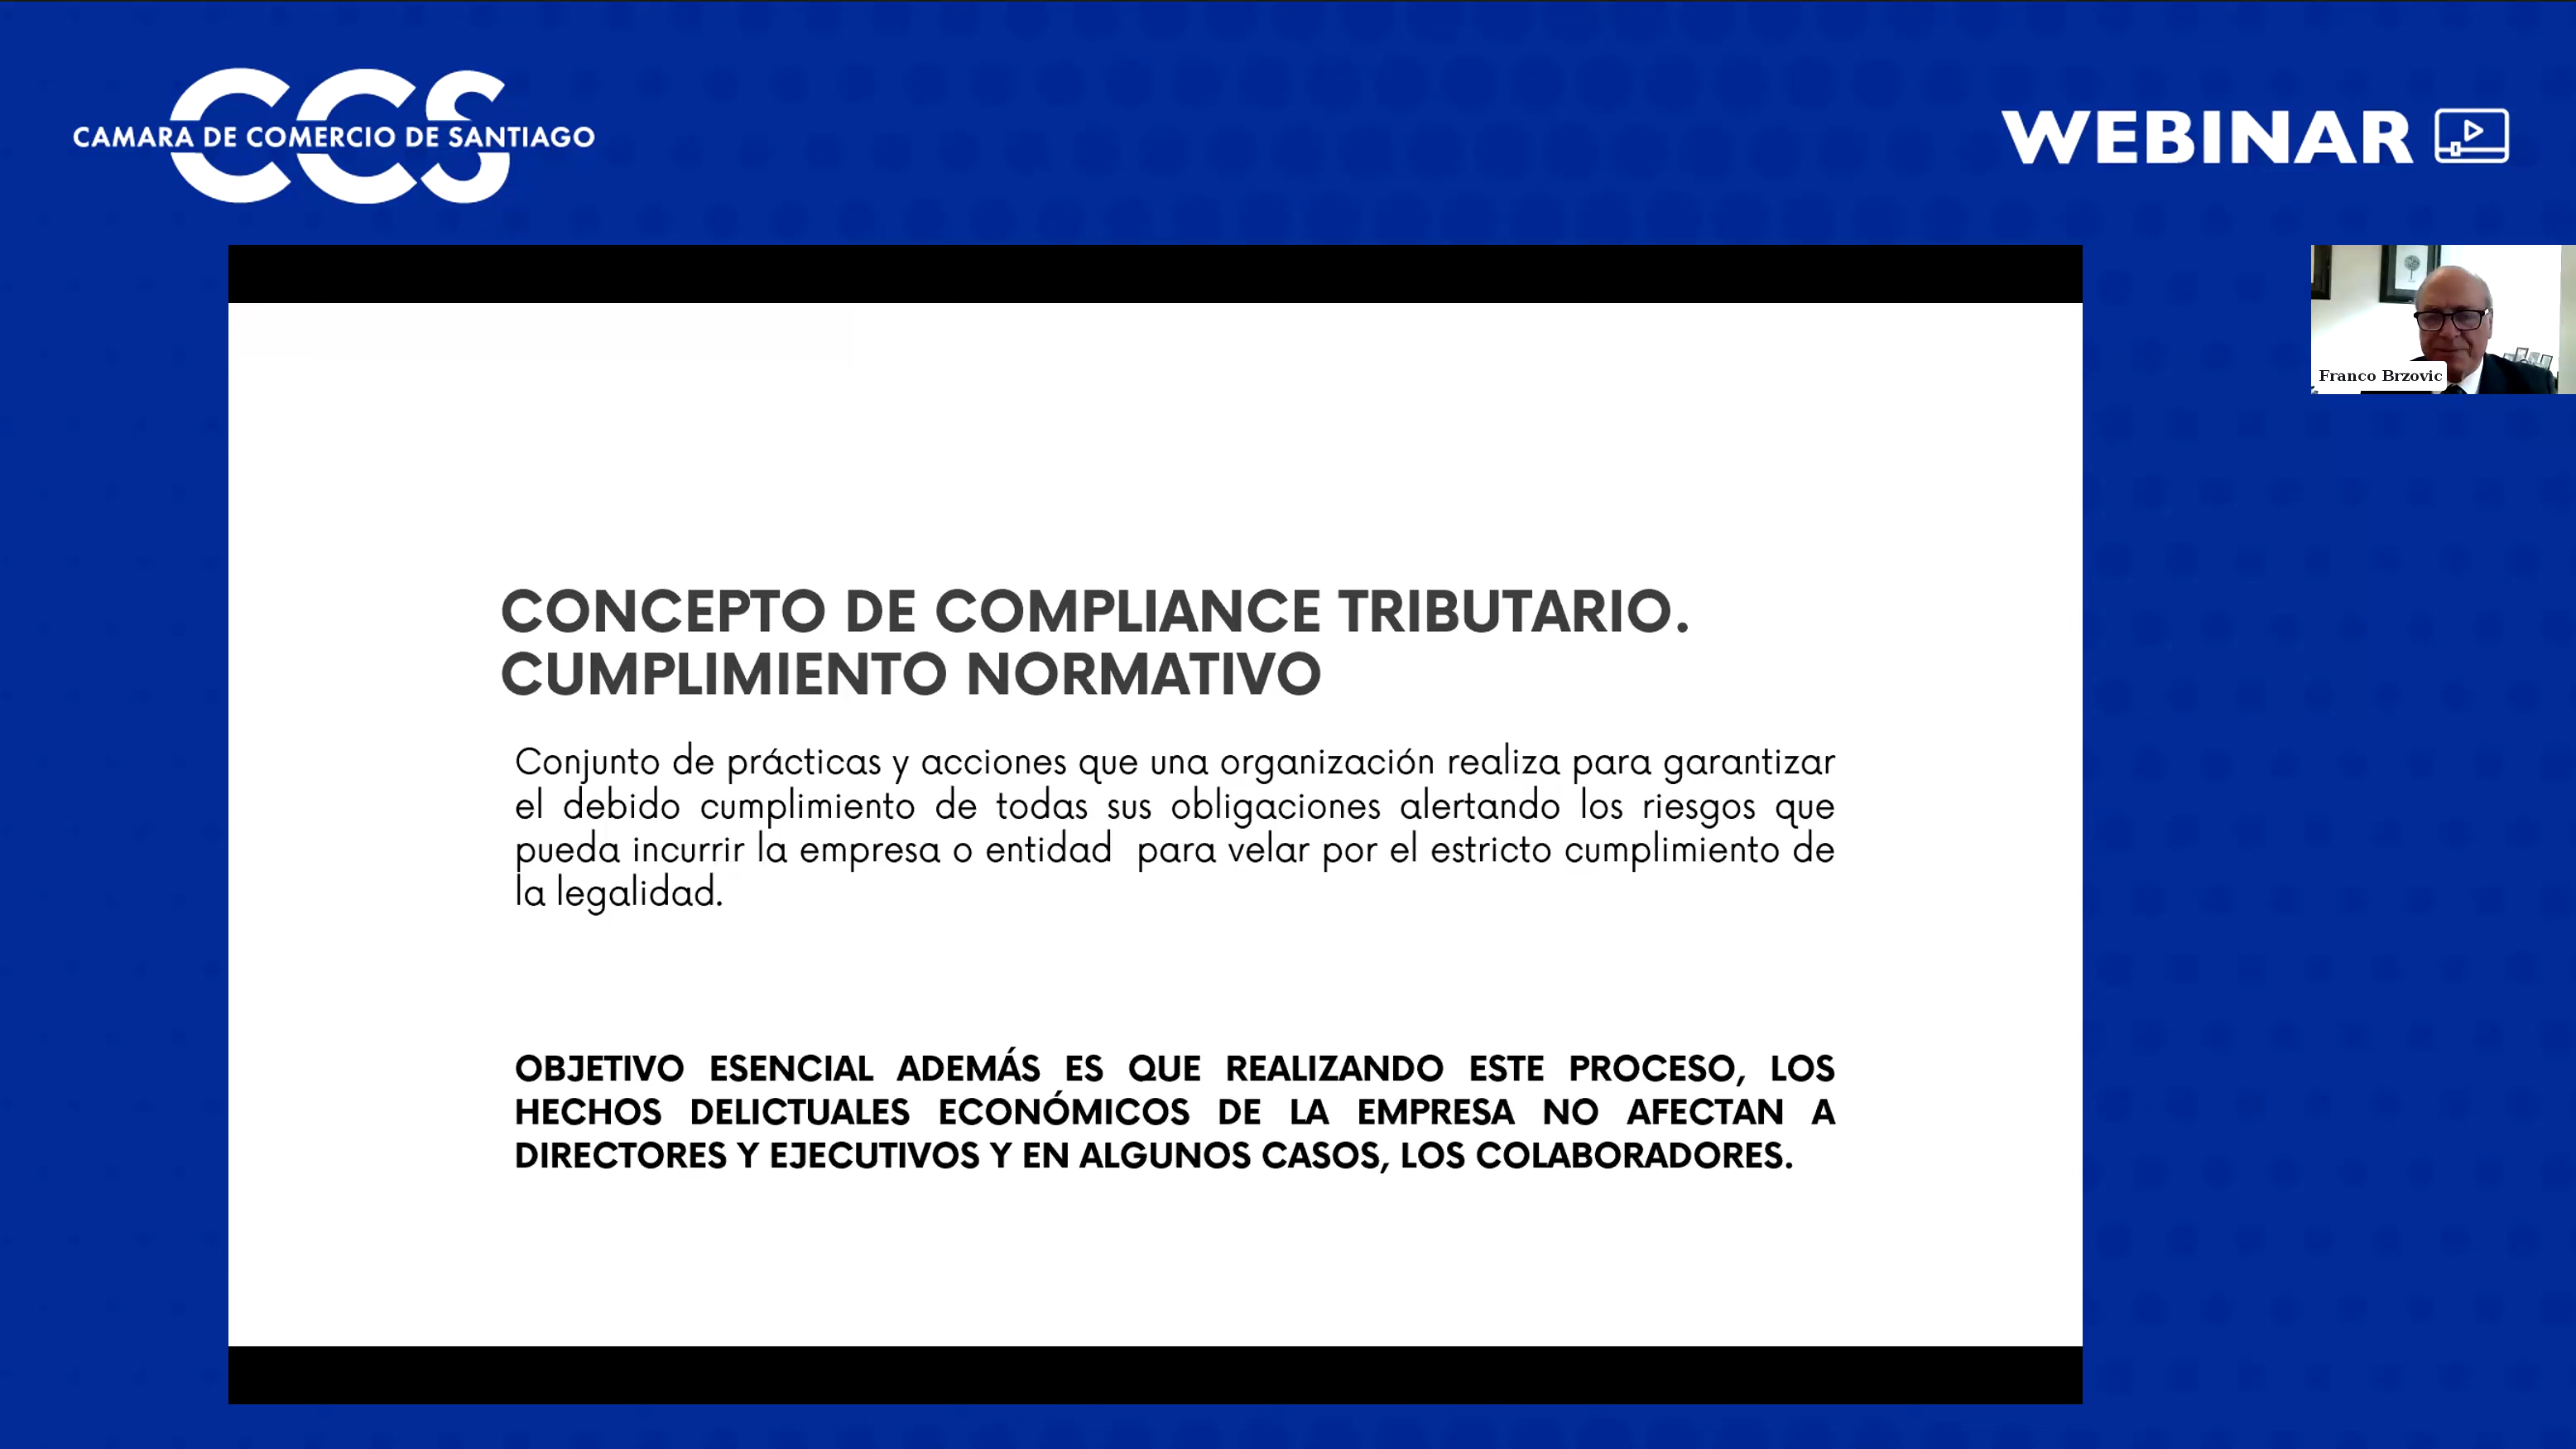 CCS
CAMARA DE COMERCIO DE SANTIAGO
WEBINAR
Franco Brzovic
CONCEPTO DE COMPLIANCE TRIBUTARIO.
CUMPLIMIENTO NORMATIVO
Conjunto de prácticas y acciones que una organización realiza para garantizar
el debido cumplimiento de todas sus obligaciones alertando los riesgos que
pueda incurrir la empresa o entidad para velar por el estricto cumplimiento de
la legalidad.
OBJETIVO ESENCIAL ADEMÁS ES QUE REALIZANDO ESTE PROCESO, LOS
HECHOS DELICTUALES ECONÓMICOS DE LA EMPRESA NO AFECTAN A
DIRECTORES Y EJECUTIVOS Y EN ALGUNOS CASOS, LOS COLABORADORES.